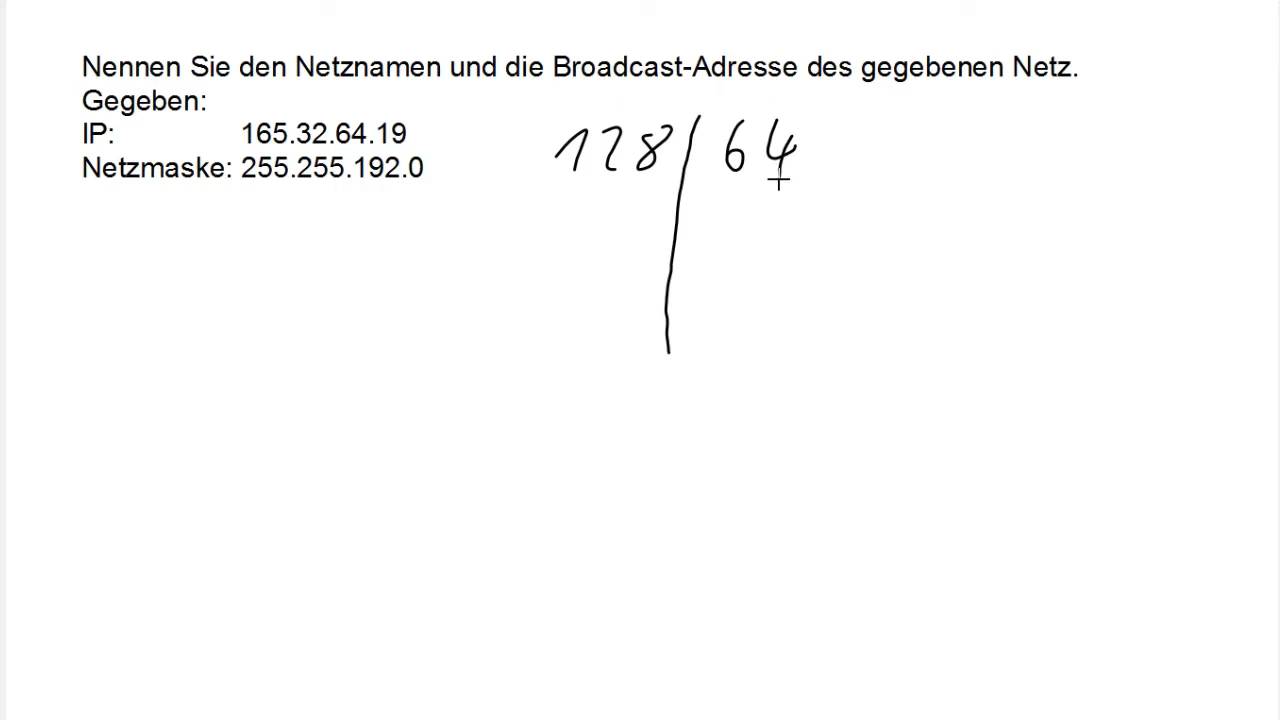 Nennen Sie den Netznamen und die Broadcast-Adresse des gegebenen Netz.
Gegeben:
IP: 165.32.64.19
Netzmaske: 255.255.192.0
128 | 64